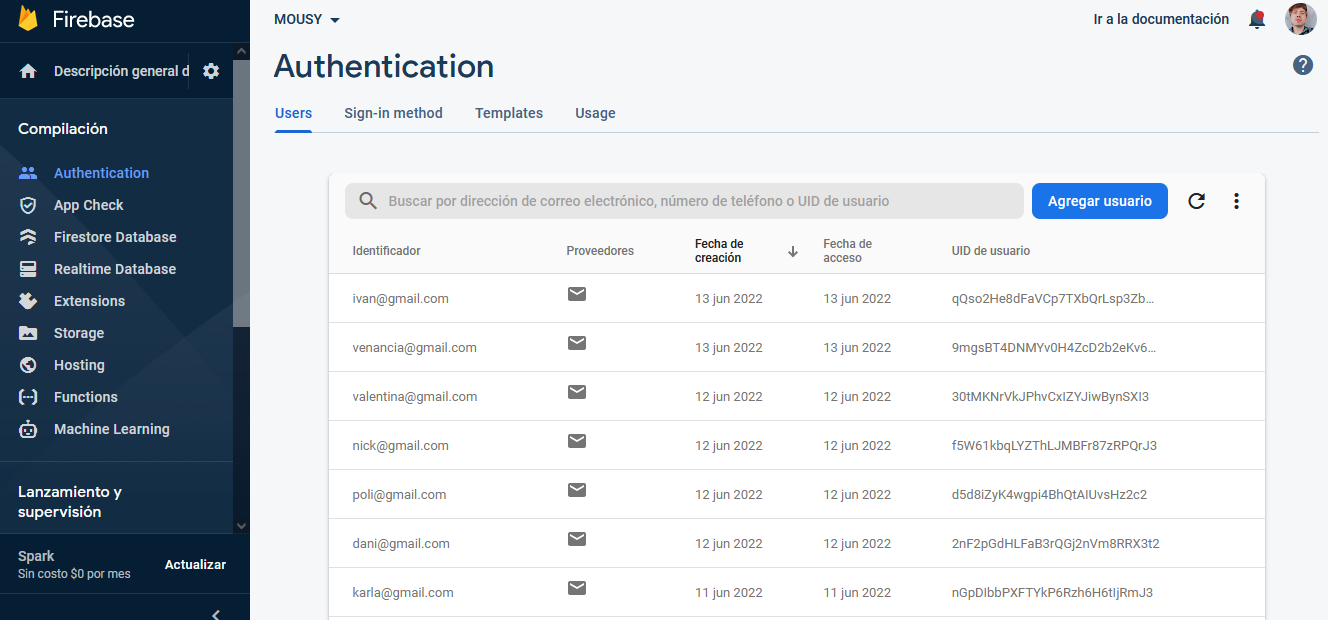 Firebase
MOUSY
Ir a la documentación
Descripción general d
Authentication
Users Sign-in method Templates Usage
Compilación
Authentication
App Check
Firestore Database
Realtime Database
Extensions
Storage
Hosting
Functions
Machine Learning
Lanzamiento y
supervisión
Spark
Sin costo $0 por mes
Actualizar
Buscar por dirección de correo electrónico, número de teléfono o UID de usuario
Agregar usuario
Identificador Proveedores Fecha de creación Fecha de acceso UID de usuario
ivan@gmail.com 13 jun 2022 13 jun 2022 qQso2He8dFaVCp7TXbQrLsp3Zb…
venancia@gmail.com 13 jun 2022 13 jun 2022 9mgsBT4DNMYv0H4ZcD2b2eKv6…
valentina@gmail.com 12 jun 2022 12 jun 2022 30tMKNrVkJPhvCxIZYJiwBynSXI3
nick@gmail.com 12 jun 2022 12 jun 2022 f5W61kbqLYZThLJMBFr87zRPQrJ3
poli@gmail.com 12 jun 2022 12 jun 2022 d5d8iZyK4wgpi4BhQtAIUvsHz2c2
dani@gmail.com 12 jun 2022 12 jun 2022 2nF2pGdHLFaB3rQGj2nVm8RRX3t2
karla@gmail.com 11 jun 2022 11 jun 2022 nGpDIbbPXFTYkP6Rzh6H6tIjRmJ3